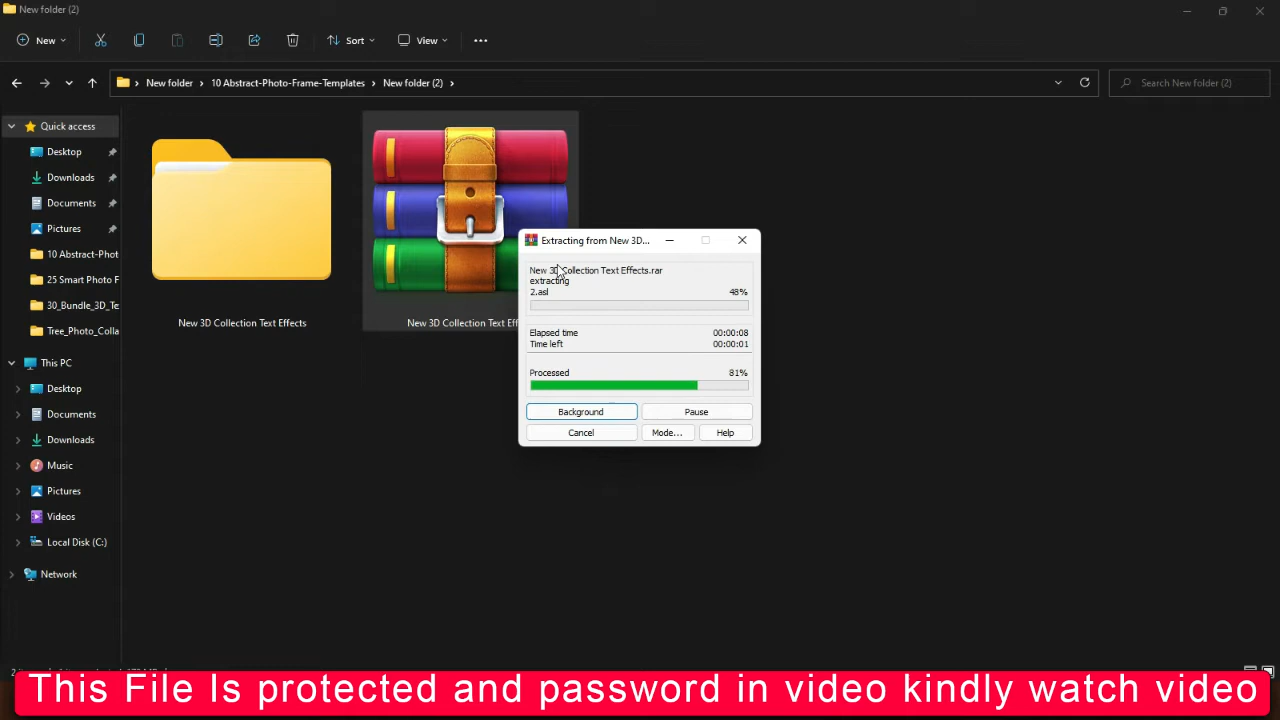 New folder (2)
New
Sort
View
New folder > 10 Abstract-Photo-Frame-Templates > New folder (2) >
Search New folder (2)
Quick access
Desktop
Downloads
Documents
Pictures
10 Abstract-Phot
25 Smart Photo F
30_Bundle_3D_Te
Tree_Photo_Colla
This PC
Desktop
Documents
Downloads
Music
Pictures
Videos
Local Disk (C:)
Network
New 3D Collection Text Effects
New 3D Collection Text Eff
Extracting from New 3D...
New 3D Collection Text Effects.rar
extracting
2.asl 48%
Elapsed time 00:00:08
Time left 00:00:01
Processed 81%
Background Pause
Cancel Mode... Help
This File Is protected and password in video kindly watch video